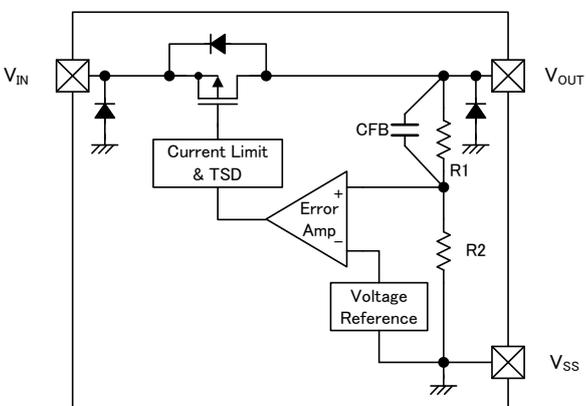 VIN
VOUT
CFB
R1
Current Limit
& TSD
+
Error
Amp
−
R2
Voltage
Reference
VSS